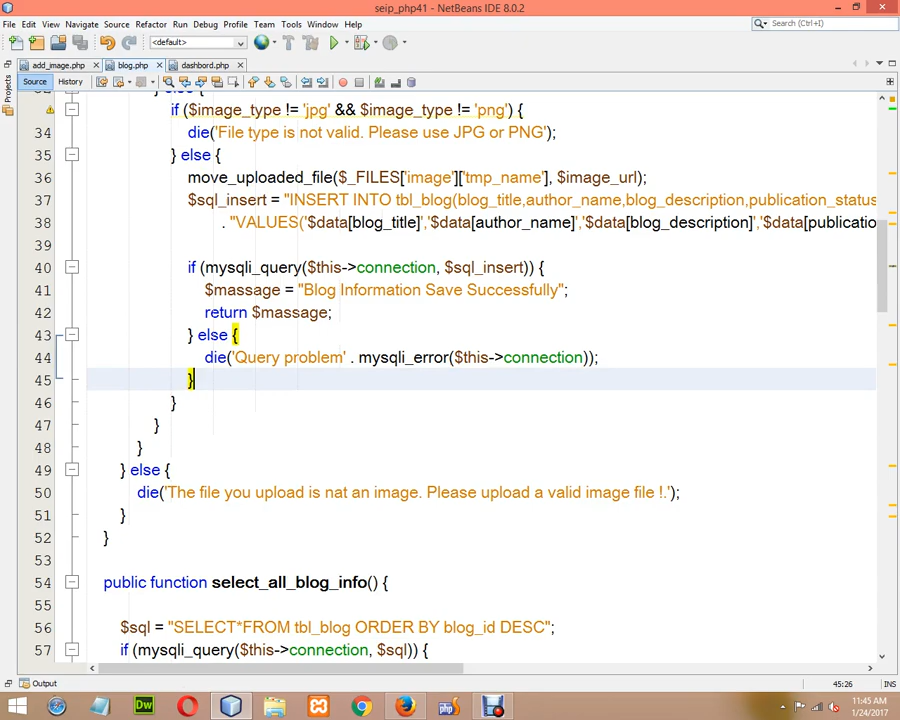 seip_php41 - NetBeans IDE 8.0.2
File Edit View Navigate Source Refactor Run Debug Profile Team Tools Window Help
Search (Ctrl+I)
<default>
add_image.php blog.php dashbord.php
Source History
Projects
if ($image_type != 'jpg' && $image_type != 'png') {
34 die('File type is not valid. Please use JPG or PNG');
35 } else {
36 move_uploaded_file($_FILES['image']['tmp_name'], $image_url);
37 $sql_insert = "INSERT INTO tbl_blog(blog_title,author_name,blog_description,publication_status
38 . "VALUES('$data[blog_title]','$data[author_name]','$data[blog_description]','$data[publicatio
39
40 if (mysqli_query($this->connection, $sql_insert)) {
41 $massage = "Blog Information Save Successfully";
42 return $massage;
43 } else {
44 die('Query problem' . mysqli_error($this->connection));
45 }
46 }
47 }
48 }
49 } else {
50 die('The file you upload is nat an image. Please upload a valid image file !.');
51 }
52 }
53
54 public function select_all_blog_info() {
55
56 $sql = "SELECT*FROM tbl_blog ORDER BY blog_id DESC";
57 if (mysqli_query($this->connection, $sql)) {
Output
45:26 INS
Dw
php
11:45 AM
1/24/2017